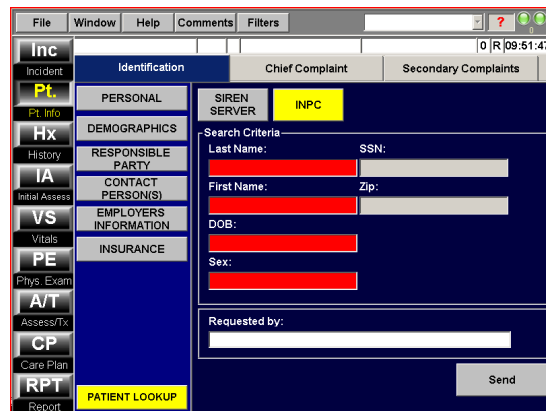 File Window Help Comments Filters ?
0
0 R 09:51:47
Inc
Incident
Pt.
Pt. Info
Hx
History
IA
Initial Assess
VS
Vitals
PE
Phys. Exam
A/T
Assess/Tx
CP
Care Plan
RPT
Report
Identification Chief Complaint Secondary Complaints
PERSONAL
DEMOGRAPHICS
RESPONSIBLE
PARTY
CONTACT
PERSON(S)
EMPLOYERS
INFORMATION
INSURANCE
PATIENT LOOKUP
SIREN
SERVER
INPC
Search Criteria
Last Name: SSN:
First Name: Zip:
DOB:
Sex:
Requested by:
Send